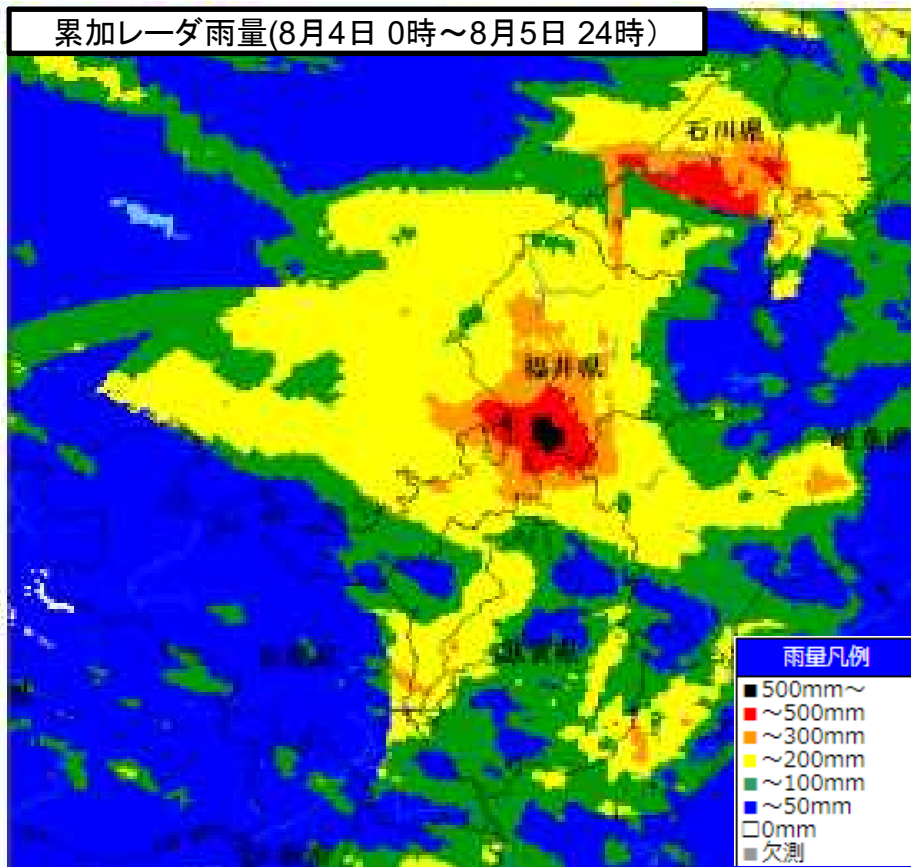 累加レーダ雨量(8月4日 0時～8月5日 24時)
石川県
福井県
雨量凡例
■500mm～
■～500mm
■～300mm
■～200mm
■～100mm
■～50mm
□0mm
■欠測